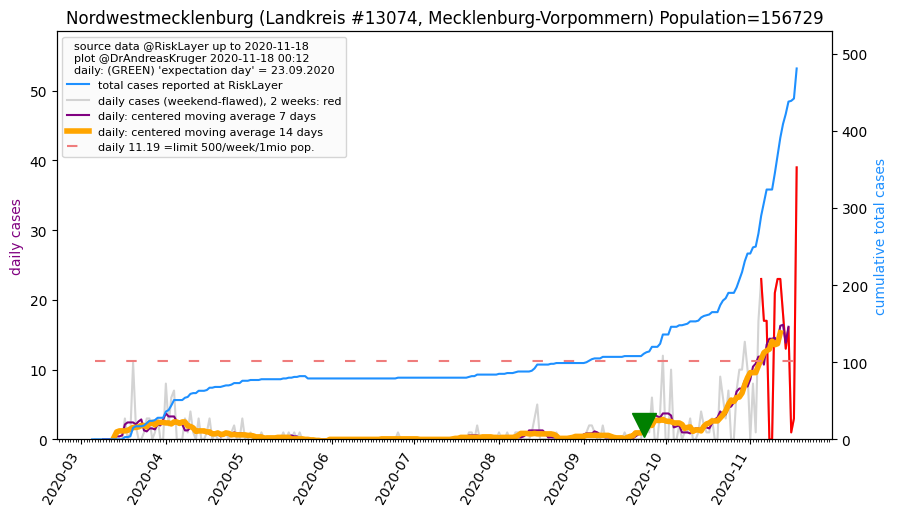 Nordwestmecklenburg (Landkreis #13074, Mecklenburg-Vorpommern) Population=156729
source data @RiskLayer up to 2020-11-18
plot @DrAndreasKruger 2020-11-18 00:12
daily: (GREEN) 'expectation day' = 23.09.2020
total cases reported at RiskLayer
daily cases (weekend-flawed), 2 weeks: red
daily: centered moving average 7 days
daily: centered moving average 14 days
daily 11.19 =limit 500/week/1mio pop.
daily cases
50
40
30
20
10
0
500
400
300
200
100
0
cumulative total cases
2020-03
2020-04
2020-05
2020-06
2020-07
2020-08
2020-09
2020-10
2020-11